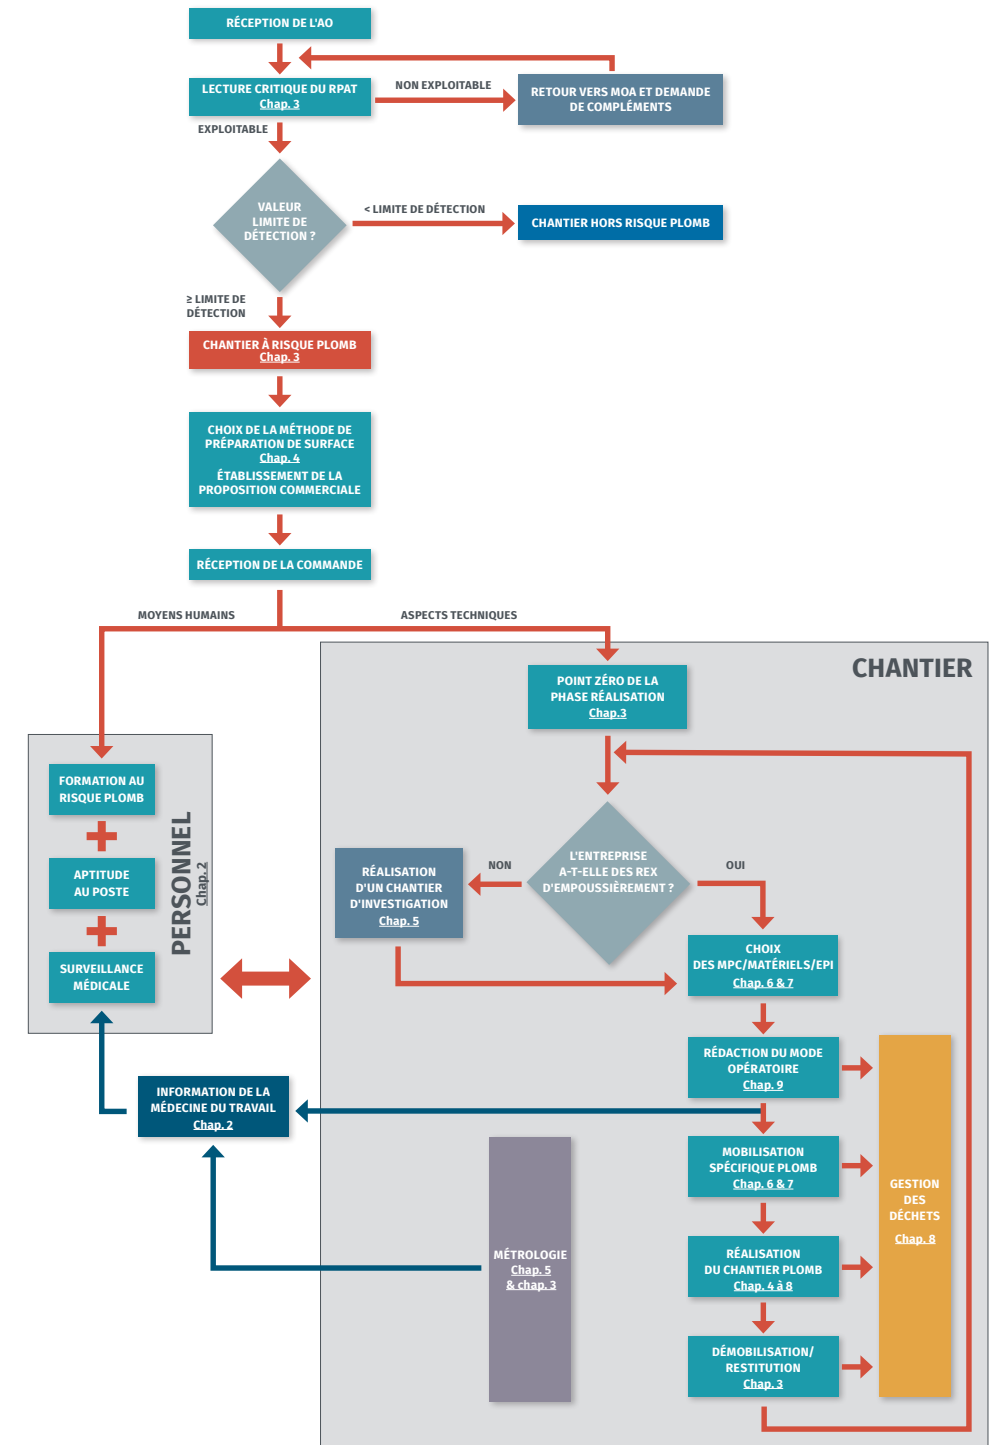 RÉCEPTION DE L'AO
LECTURE CRITIQUE DU RPAT
Chap. 3
NON EXPLOITABLE
RETOUR VERS MOA ET DEMANDE
DE COMPLÉMENTS
EXPLOITABLE
VALEUR
LIMITE DE
DÉTECTION ?
< LIMITE DE DÉTECTION
CHANTIER HORS RISQUE PLOMB
≥ LIMITE DE
DÉTECTION
CHANTIER À RISQUE PLOMB
Chap. 3
CHOIX DE LA MÉTHODE DE
PRÉPARATION DE SURFACE
Chap. 4
ÉTABLISSEMENT DE LA
PROPOSITION COMMERCIALE
RÉCEPTION DE LA COMMANDE
MOYENS HUMAINS
ASPECTS TECHNIQUES
CHANTIER
POINT ZÉRO DE LA
PHASE RÉALISATION
Chap.3
PERSONNEL
Chap. 2
FORMATION AU
RISQUE PLOMB
APTITUDE
AU POSTE
SURVEILLANCE
MÉDICALE
L'ENTREPRISE
A-T-ELLE DES REX
D'EMPOUSSIÈREMENT ?
NON
OUI
RÉALISATION
D'UN CHANTIER
D'INVESTIGATION
Chap. 5
CHOIX
DES MPC/MATÉRIELS/EPI
Chap. 6 & 7
RÉDACTION DU MODE
OPÉRATOIRE
Chap. 9
INFORMATION DE LA
MÉDECINE DU TRAVAIL
Chap. 2
MOBILISATION
SPÉCIFIQUE PLOMB
Chap. 6 & 7
GESTION
DES
DÉCHETS
Chap. 8
MÉTROLOGIE
Chap. 5
& chap. 3
RÉALISATION
DU CHANTIER PLOMB
Chap. 4 à 8
DÉMOBILISATION/
RESTITUTION
Chap. 3